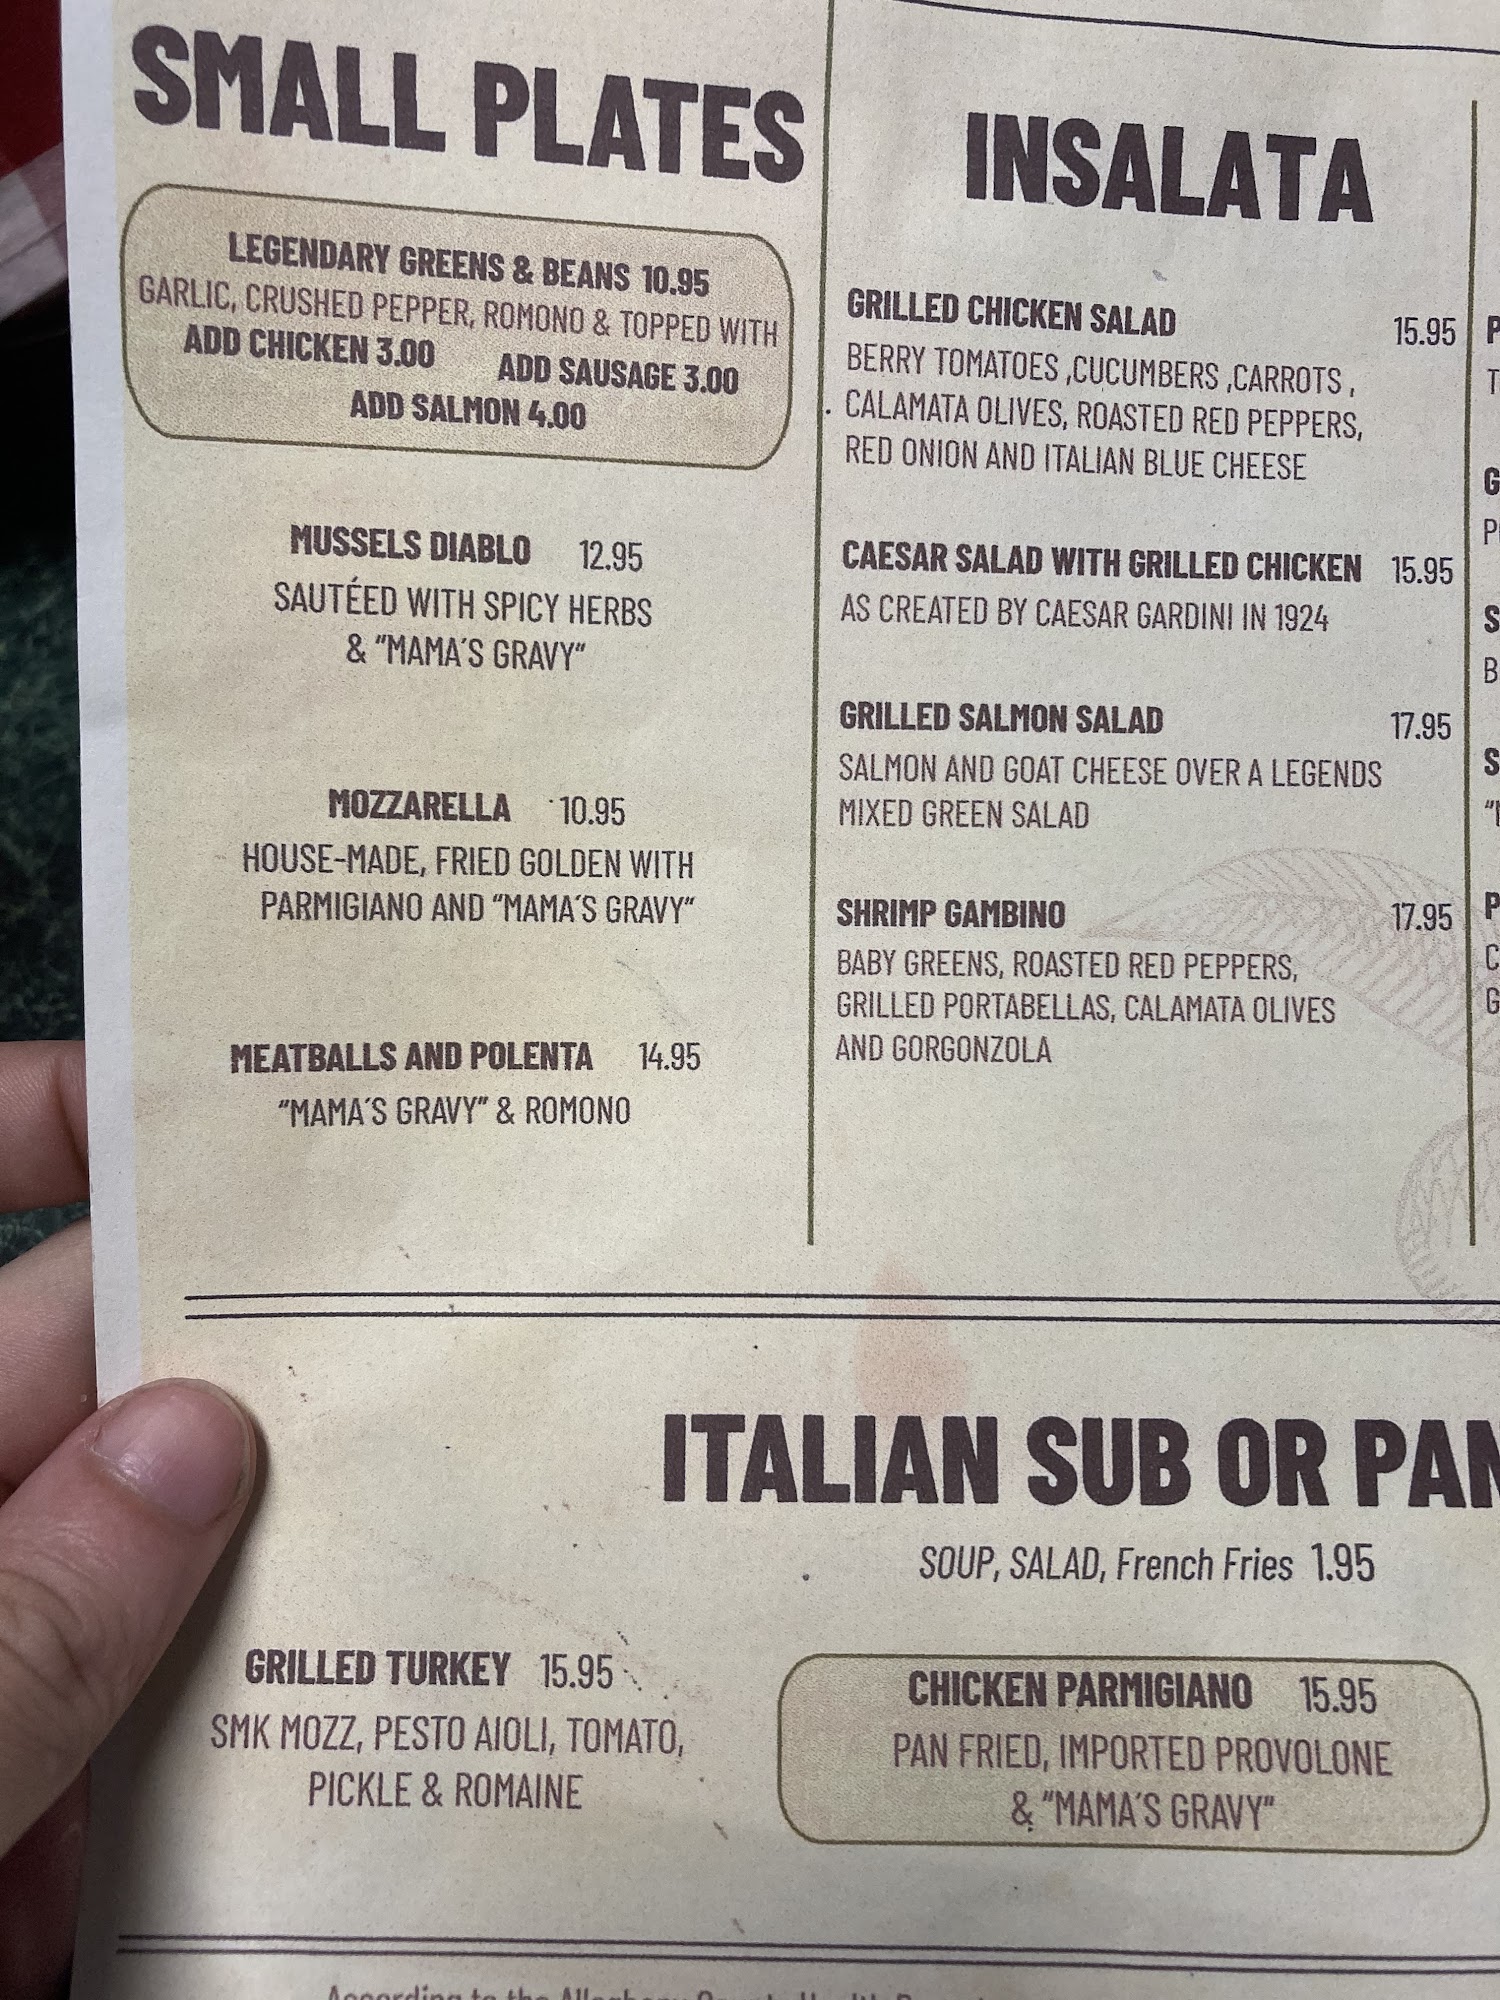 SMALL PLATES
LEGENDARY GREENS & BEANS 10.95
GARLIC, CRUSHED PEPPER, ROMONO & TOPPED WITH
ADD CHICKEN 3.00 ADD SAUSAGE 3.00
ADD SALMON 4.00
MUSSELS DIABLO 12.95
SAUTÉED WITH SPICY HERBS
& "MAMA'S GRAVY"
MOZZARELLA 10.95
HOUSE-MADE, FRIED GOLDEN WITH
PARMIGIANO AND "MAMA'S GRAVY"
MEATBALLS AND POLENTA 14.95
"MAMA'S GRAVY" & ROMONO
INSALATA
GRILLED CHICKEN SALAD 15.95
BERRY TOMATOES ,CUCUMBERS ,CARROTS ,
CALAMATA OLIVES, ROASTED RED PEPPERS,
RED ONION AND ITALIAN BLUE CHEESE
CAESAR SALAD WITH GRILLED CHICKEN 15.95
AS CREATED BY CAESAR GARDINI IN 1924
GRILLED SALMON SALAD 17.95
SALMON AND GOAT CHEESE OVER A LEGENDS
MIXED GREEN SALAD
SHRIMP GAMBINO 17.95
BABY GREENS, ROASTED RED PEPPERS,
GRILLED PORTABELLAS, CALAMATA OLIVES
AND GORGONZOLA
ITALIAN SUB OR PAN
SOUP, SALAD, French Fries 1.95
GRILLED TURKEY 15.95
SMK MOZZ, PESTO AIOLI, TOMATO,
PICKLE & ROMAINE
CHICKEN PARMIGIANO 15.95
PAN FRIED, IMPORTED PROVOLONE
& "MAMA'S GRAVY"
According to the Allegheny County Health